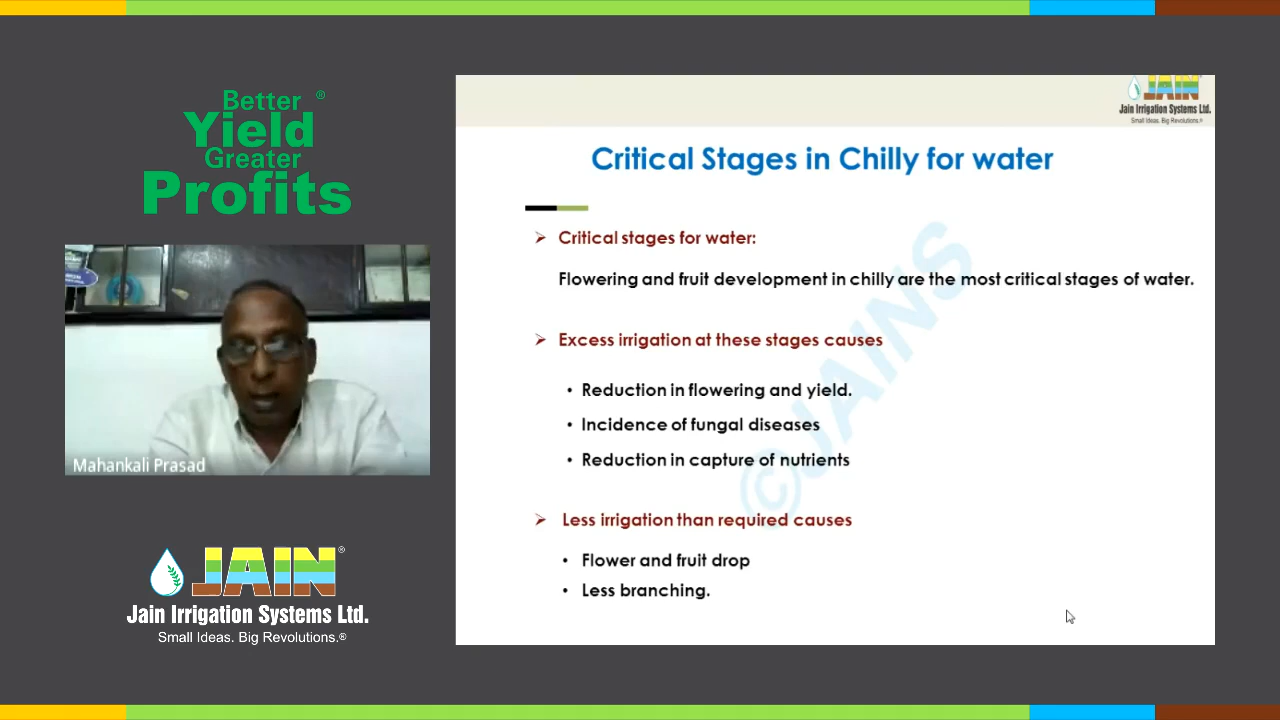 Better ®
Yield
Greater
Profits
Mahankali Prasad
JAIN®
Jain Irrigation Systems Ltd.
Small Ideas. Big Revolutions.®
JAIN
Jain Irrigation Systems Ltd.
Small Ideas. Big Revolutions.®
Critical Stages in Chilly for water
➢ Critical stages for water:
Flowering and fruit development in chilly are the most critical stages of water.
➢ Excess irrigation at these stages causes
• Reduction in flowering and yield.
• Incidence of fungal diseases
• Reduction in capture of nutrients
➢ Less irrigation than required causes
• Flower and fruit drop
• Less branching.
©JAINS